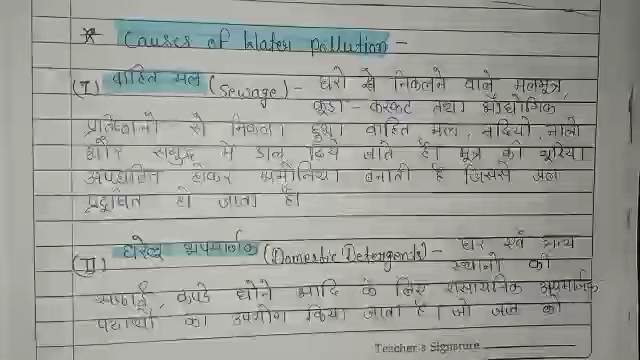 * Causes of Water pollution -
(I) वाहित मल (Sewage) - घरो से निकलने वाले मलमूत्र,
कूड़ा - करकट तथा औद्योगिक
प्रतिष्ठानो से निकला हुआ वाहित मल, नदियो, नालो
और समुद्र में डाल दिये जाते है। मूत्र की यूरिया
अपघटित होकर अमोनिया बनाती है जिससे जल
प्रदूषित हो जाता है।
(II) घरेलू अपमार्जक (Domestic Detergends) - घर एवं अन्य
स्थानो की
सफाई, कपड़े धोने आदि के लिए रासायनिक अपमार्जक
पदार्थो का उपयोग किया जाता है। जो जल को
Teacher's Signature